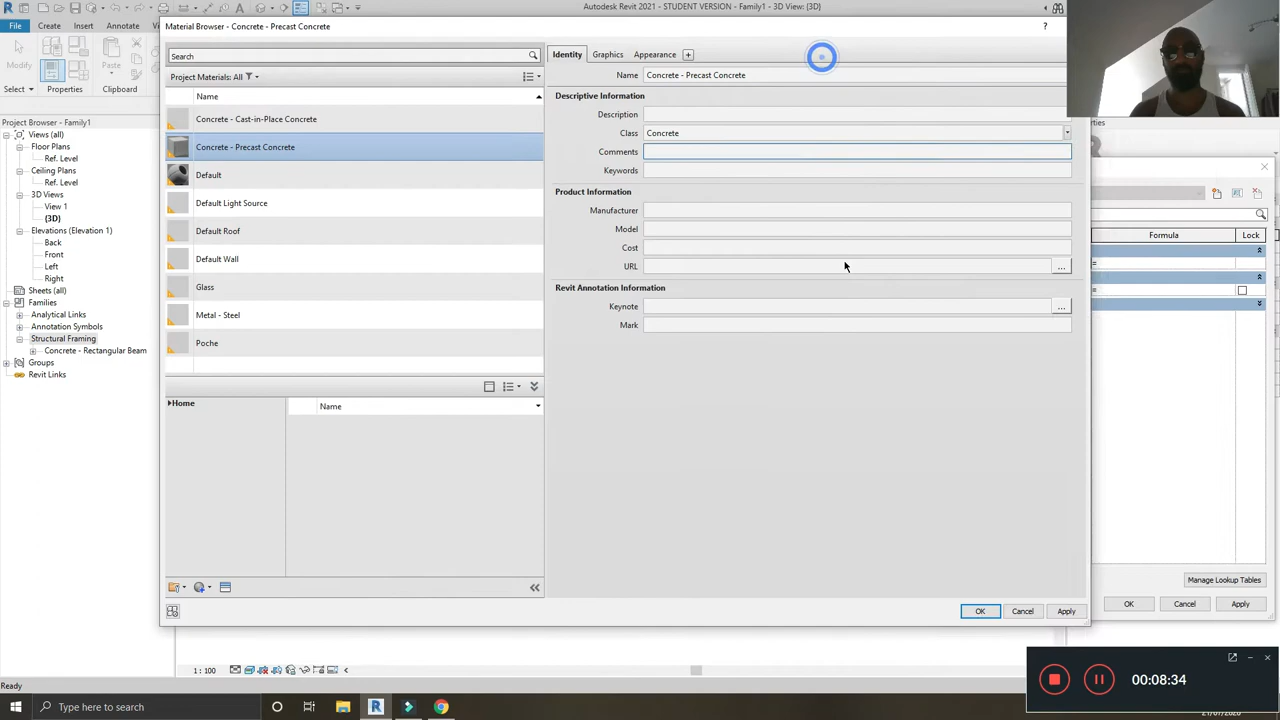 Autodesk Revit 2021 - STUDENT VERSION - Family1 - 3D View: {3D}
File Create Insert Annotate
Modify
Paste
Select Properties Clipboard
Project Browser - Family1
Views (all)
Floor Plans
Ref. Level
Ceiling Plans
Ref. Level
3D Views
View 1
{3D}
Elevations (Elevation 1)
Back
Front
Left
Right
Sheets (all)
Families
Analytical Links
Annotation Symbols
Structural Framing
Concrete - Rectangular Beam
Groups
Revit Links
Material Browser - Concrete - Precast Concrete
?
Search
Project Materials: All
Name
Concrete - Cast-in-Place Concrete
Concrete - Precast Concrete
Default
Default Light Source
Default Roof
Default Wall
Glass
Metal - Steel
Poche
Home
Name
Identity Graphics Appearance +
Name Concrete - Precast Concrete
Descriptive Information
Description
Class Concrete
Comments
Keywords
Product Information
Manufacturer
Model
Cost
URL ...
Revit Annotation Information
Keynote ...
Mark
OK Cancel Apply
Formula Lock
=
=
Manage Lookup Tables
OK Cancel Apply
1 : 100
Ready
00:08:34
Type here to search